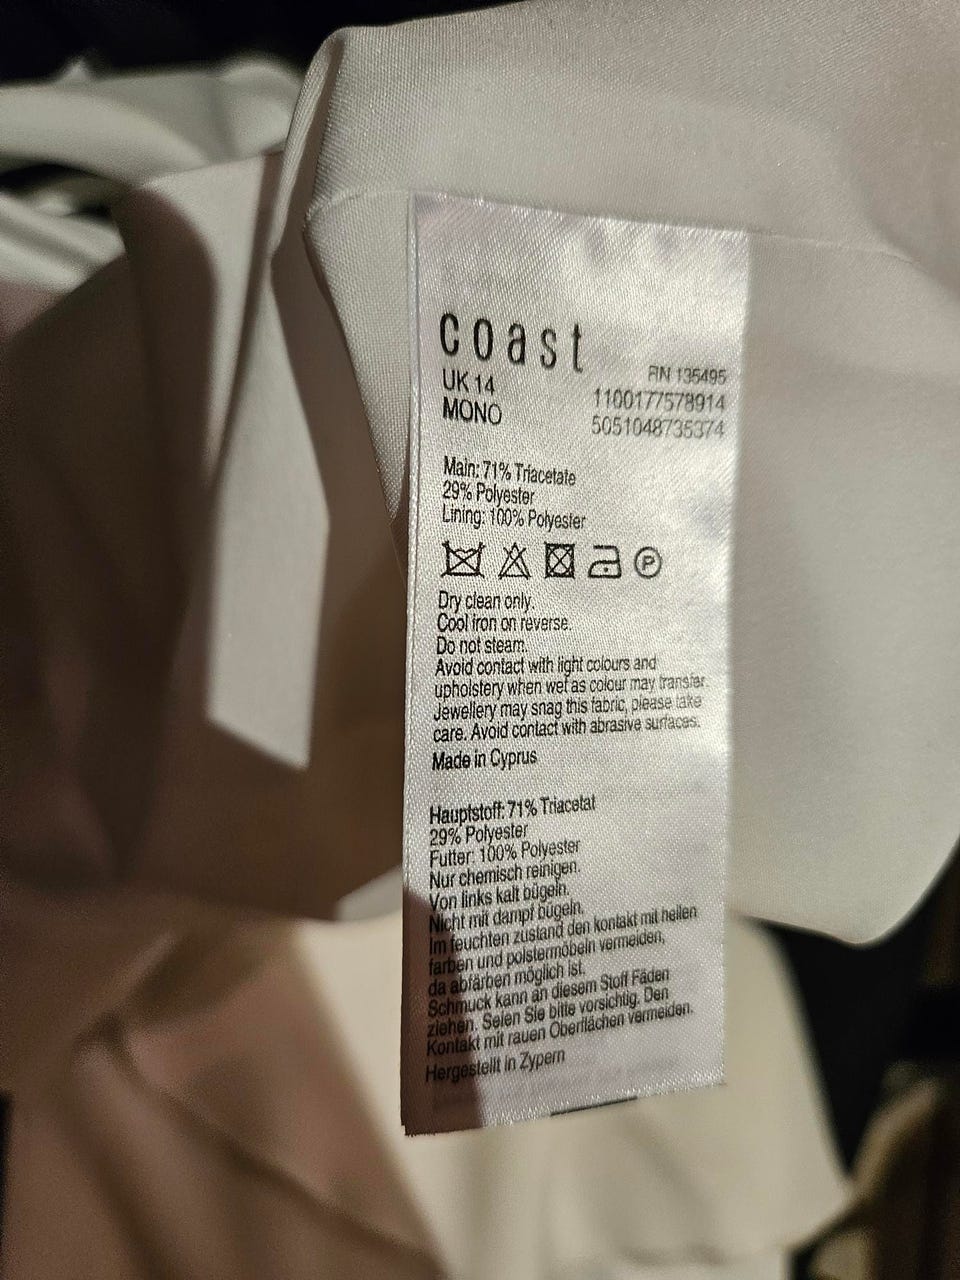 coast
UK 14
MONO
RN 135495
1100177578914
5051048735374
Main: 71% Triacetate
29% Polyester
Lining: 100% Polyester
P
Dry clean only.
Cool iron on reverse.
Do not steam.
Avoid contact with light colours and
upholstery when wet as colour may transfer.
Jewellery may snag this fabric, please take
care. Avoid contact with abrasive surfaces.
Made in Cyprus
Hauptstoff: 71% Triacetat
29% Polyester
Futter: 100% Polyester
Nur chemisch reinigen.
Von links kalt bügeln.
Nicht mit dampf bügeln.
Im feuchten zustand den kontakt mit hellen
farben und polstermöbeln vermeiden,
da abfärben möglich ist.
Schmuck kann an diesem Stoff Fäden
ziehen. Seien Sie bitte vorsichtig. Den
Kontakt mit rauen Oberflächen vermeiden.
Hergestellt in Zypern